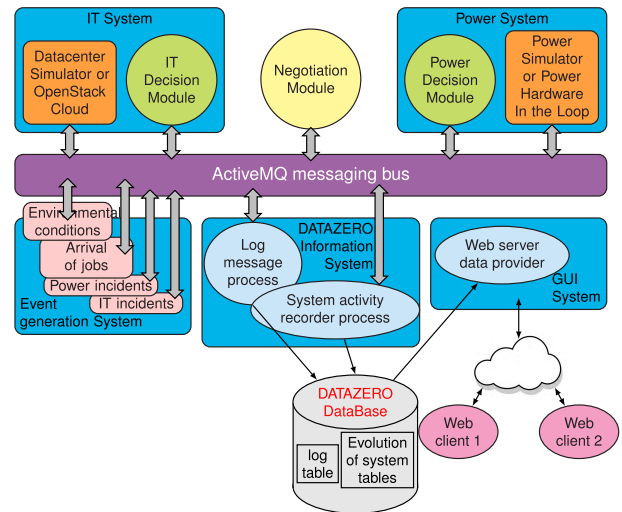 IT System
Datacenter
Simulator or
OpenStack
Cloud
IT
Decision
Module
Negotiation
Module
Power System
Power
Decision
Module
Power
Simulator
or Power
Hardware
In the Loop
ActiveMQ messaging bus
Environmental
conditions
Arrival
of jobs
Power incidents
IT incidents
Event
generation System
Log
message
process
DATAZERO
Information
System
System activity
recorder process
Web server
data provider
GUI
System
DATAZERO
DataBase
log
table
Evolution
of system
tables
Web
client 1
Web
client 2